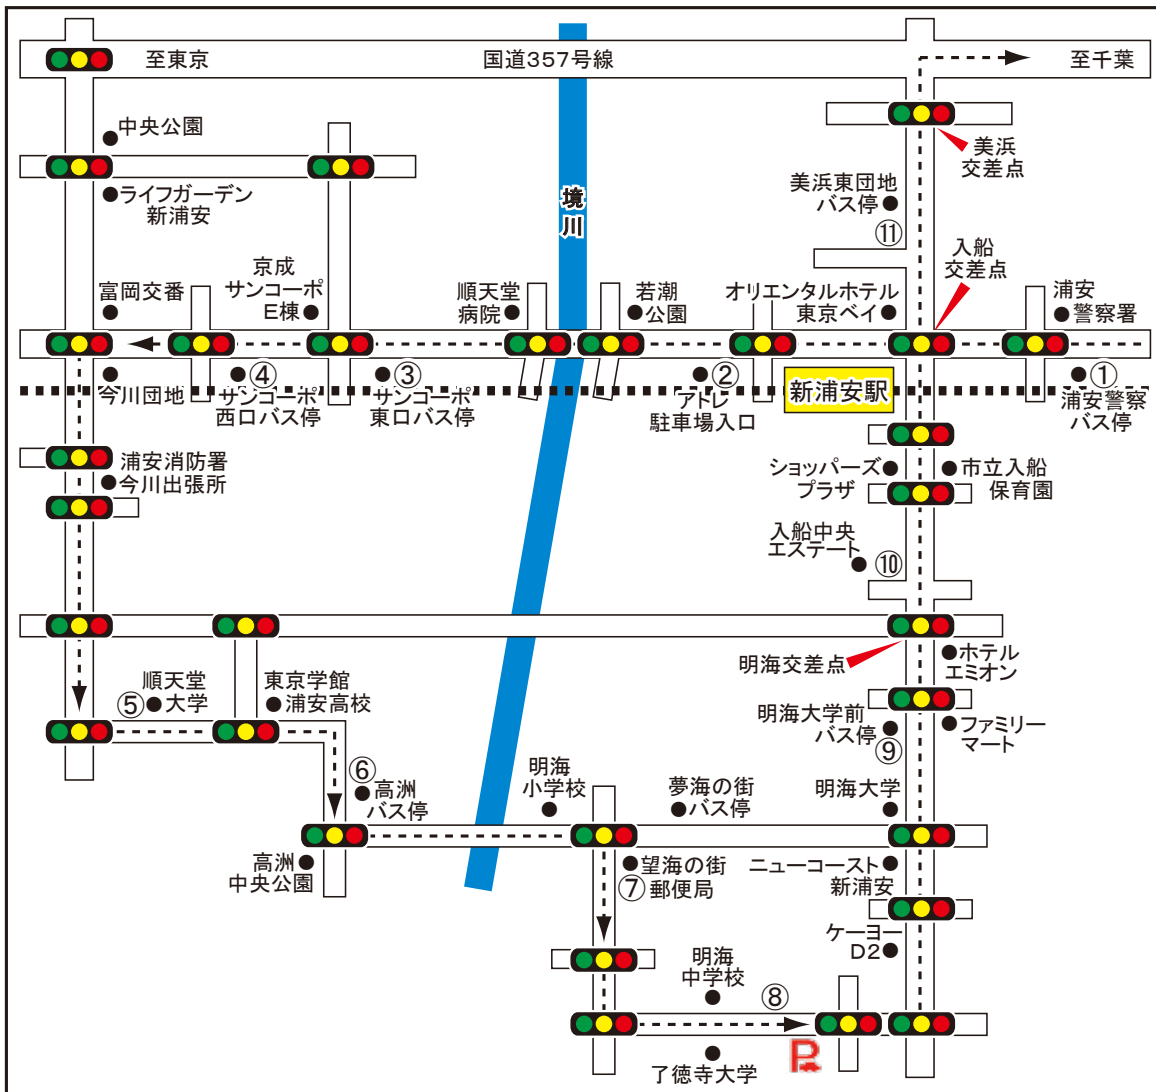 至東京
国道357号線
至千葉
中央公園
美浜
交差点
ライフガーデン
新浦安
境川
美浜東団地
バス停
⑪
入船
交差点
京成
サンコーポ
E棟
富岡交番
順天堂
病院
若潮
公園
オリエンタルホテル
東京ベイ
浦安
警察署
今川団地
④
サンコーポ
西口バス停
③
サンコーポ
東口バス停
②
アトレ
駐車場入口
新浦安駅
①
浦安警察
バス停
浦安消防署
今川出張所
ショッパーズ
プラザ
市立入船
保育園
入船中央
エステート
⑩
明海交差点
ホテル
エミオン
⑤
順天堂
大学
東京学館
浦安高校
明海大学前
バス停
⑨
ファミリー
マート
⑥
高洲
バス停
明海
小学校
夢海の街
バス停
明海大学
高洲
中央公園
望海の街
⑦
郵便局
ニューコースト
新浦安
ケーヨー
D2
明海
中学校
⑧
了徳寺大学
P